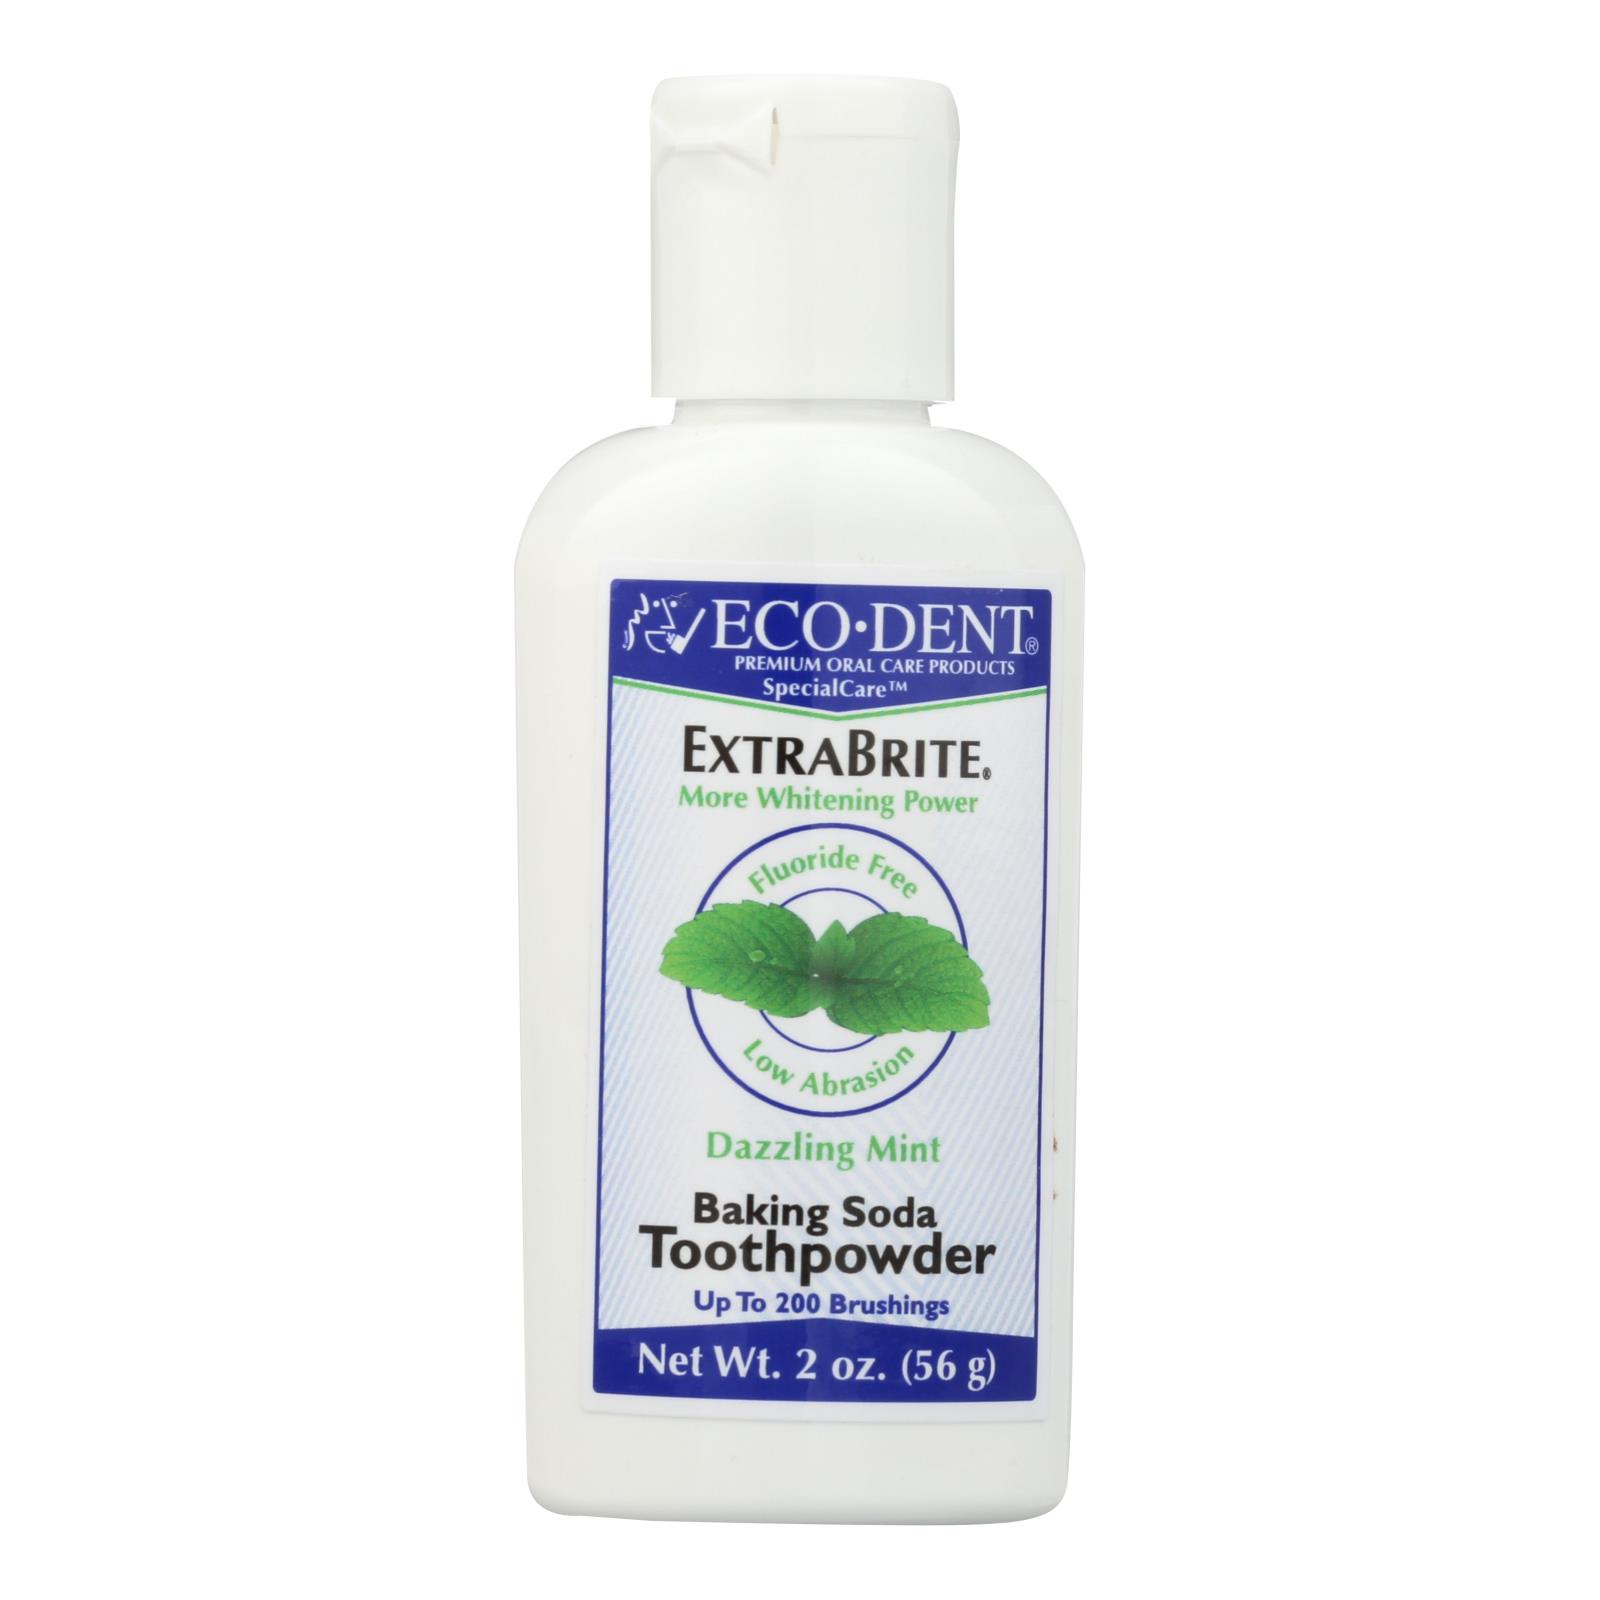 ECO•DENT®
PREMIUM ORAL CARE PRODUCTS
SpecialCare™
EXTRABRITE®
More Whitening Power
Fluoride Free
Low Abrasion
Dazzling Mint
Baking Soda
Toothpowder
Up To 200 Brushings
Net Wt. 2 oz. (56 g)